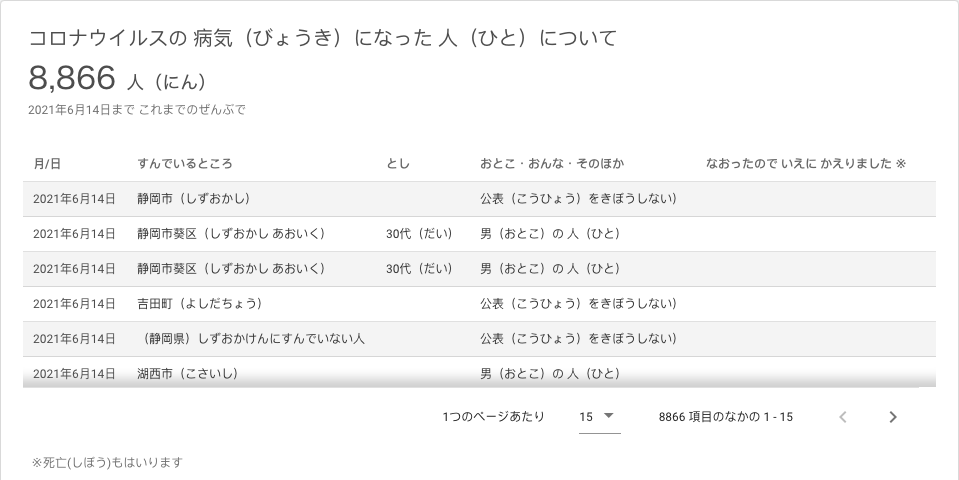 コロナウイルスの 病気（びょうき）になった 人（ひと）について
8,866 人（にん）
2021年6月14日まで これまでのぜんぶで
月/日 すんでいるところ とし おとこ・おんな・そのほか なおったので いえに かえりました ※
2021年6月14日 静岡市（しずおかし） 公表（こうひょう）をきぼうしない）
2021年6月14日 静岡市葵区（しずおかし あおいく） 30代（だい） 男（おとこ）の 人（ひと）
2021年6月14日 静岡市葵区（しずおかし あおいく） 30代（だい） 男（おとこ）の 人（ひと）
2021年6月14日 吉田町（よしだちょう） 公表（こうひょう）をきぼうしない）
2021年6月14日 （静岡県）しずおかけんにすんでいない人 公表（こうひょう）をきぼうしない）
2021年6月14日 湖西市（こさいし） 男（おとこ）の 人（ひと）
1つのページあたり 15 8866 項目のなかの 1 - 15
※死亡(しぼう)もはいります